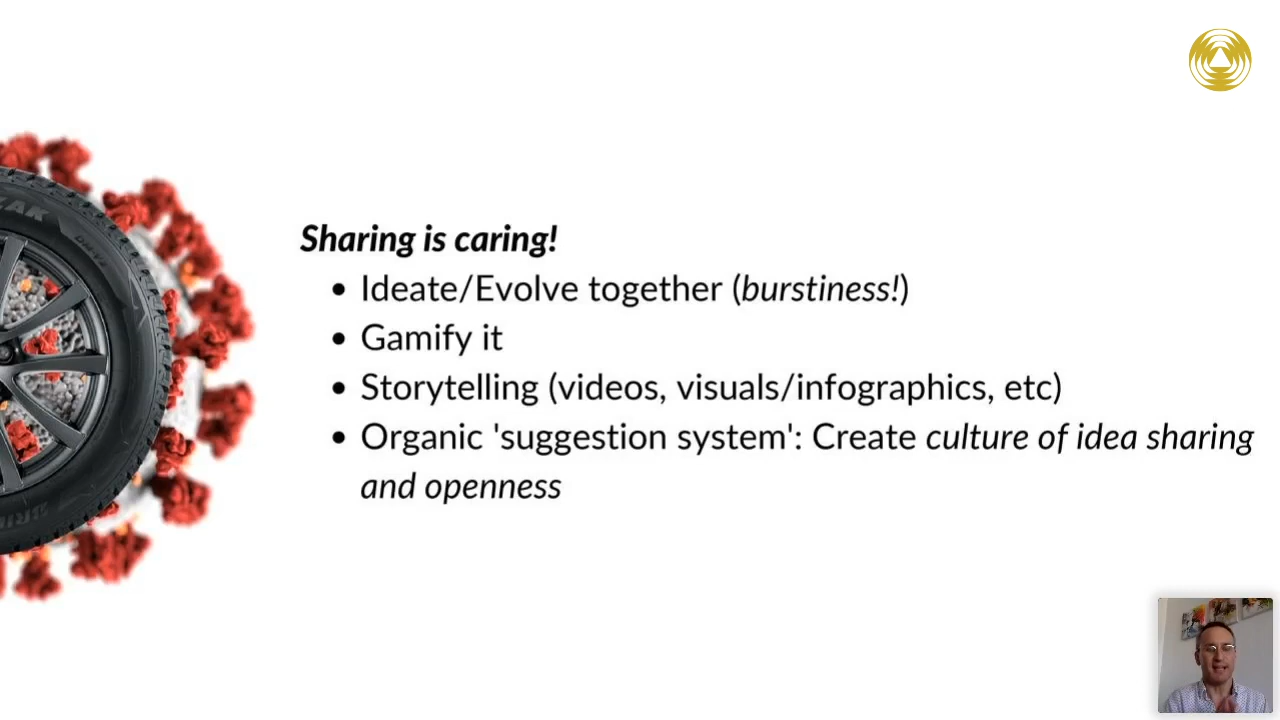 Sharing is caring!
• Ideate/Evolve together (burstiness!)
• Gamify it
• Storytelling (videos, visuals/infographics, etc)
• Organic 'suggestion system': Create culture of idea sharing
and openness